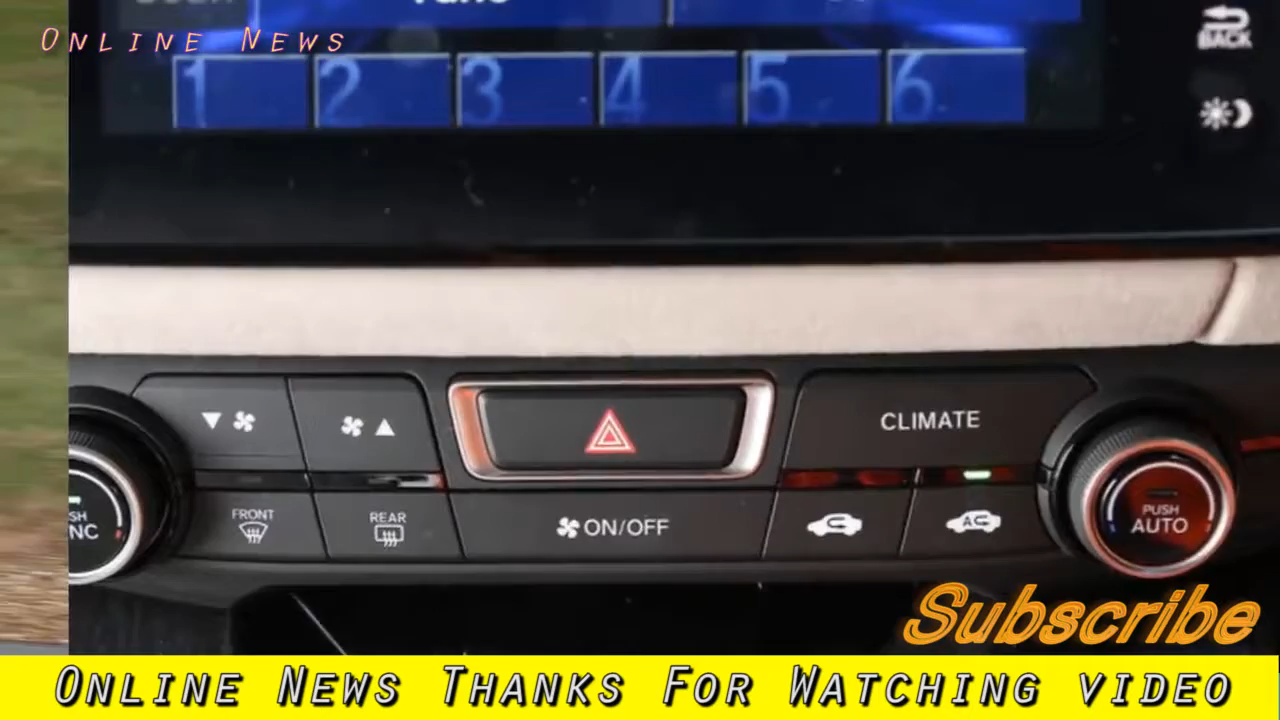 Online News
BACK
1 2 3 4 5 6
CLIMATE
FRONT
REAR
ON/OFF
A/C
PUSH
AUTO
Subscribe
Online News Thanks For Watching video